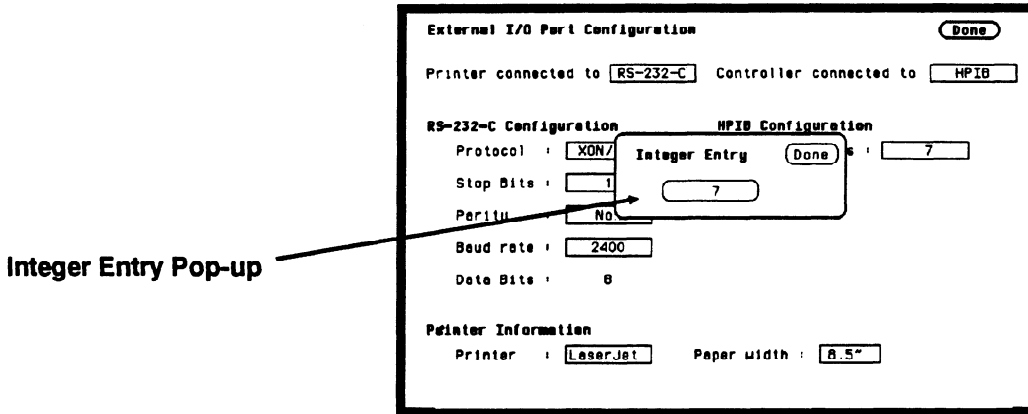 External I/O Port Configuration Done
Printer connected to RS-232-C Controller connected to HPIB
RS-232-C Configuration HPIB Configuration
Protocol : XON/ Integer Entry Done s : 7
Stop Bits : 1 7
Parity : No
Baud rate : 2400
Integer Entry Pop-up
Data Bits : 8
Printer Information
Printer : LaserJet Paper width : 8.5"